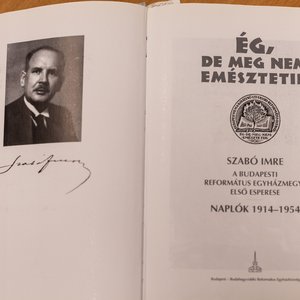 ÉG,
DE MEG NEM
EMÉSZTETIK
SZABÓ IMRE
A BUDAPESTI
REFORMÁTUS EGYHÁZMEGYE
ELSŐ ESPERESE
NAPLÓK 1914–1954